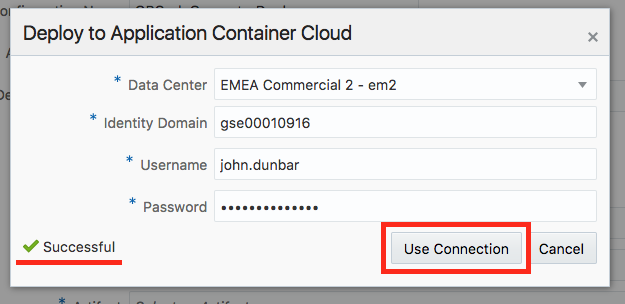 Deploy to Application Container Cloud
×
* Data Center EMEA Commercial 2 - em2
* Identity Domain gse00010916
* Username john.dunbar
* Password ••••••••••••••
Successful
Use Connection Cancel